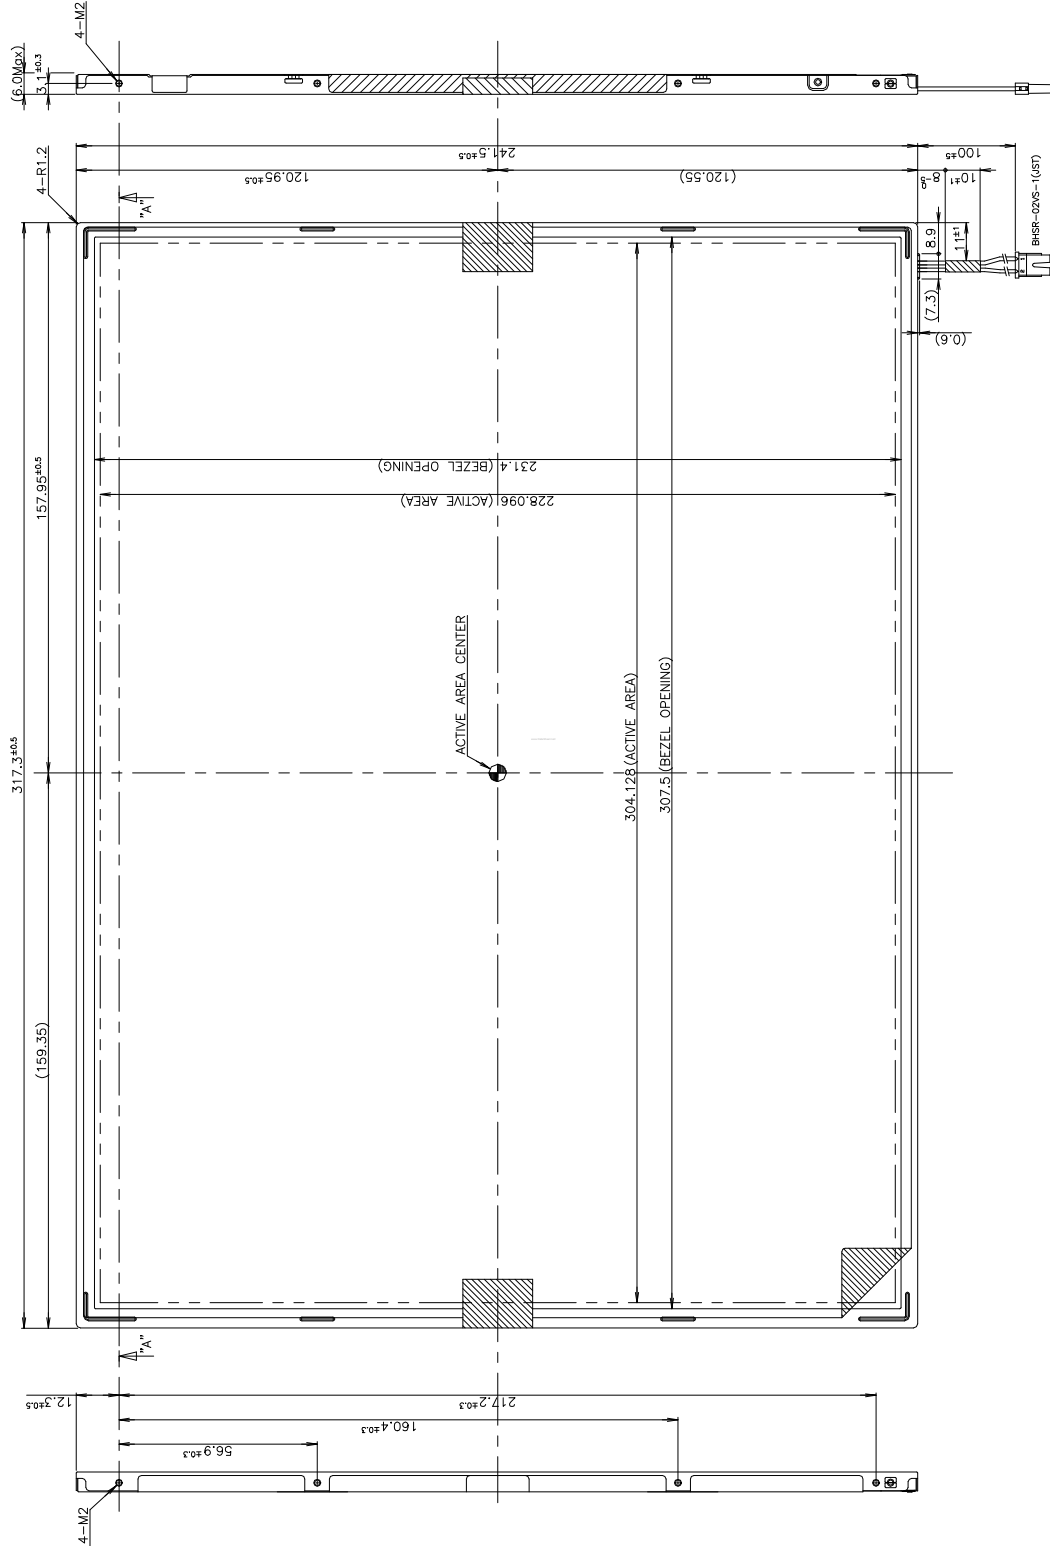 4-M2
(6.0Max)
3.1±0.3
4-R1.2
241.5±0.5
120.95±0.5
(120.55)
100±5
8-⁰₅
10±1
"A"
8.9
11±1
BHSR-02VS-1(JST)
(7.3)
(0.6)
317.3±0.5
157.95±0.5
231.4 (BEZEL OPENING)
228.096 (ACTIVE AREA)
ACTIVE AREA CENTER
304.128 (ACTIVE AREA)
307.5 (BEZEL OPENING)
(159.35)
"A"
12.3±0.5
217.2±0.3
160.4±0.3
56.9±0.3
4-M2